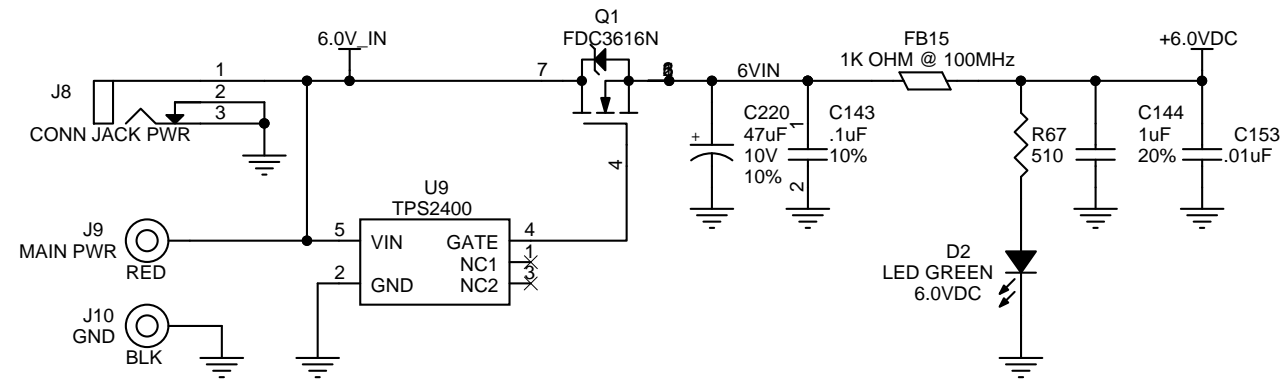 Q1
FDC3616N
6.0V_IN
FB15
1K OHM @ 100MHz
+6.0VDC
J8
1
2
3
CONN JACK PWR
7
6VIN
4
C220
47uF
10V
10%
1
2
C143
.1uF
10%
R67
510
C144
1uF
20%
C153
.01uF
U9
TPS2400
J9
MAIN PWR
RED
5
VIN
GATE
4
NC1
1
2
GND
NC2
3
D2
LED GREEN
6.0VDC
J10
GND
BLK